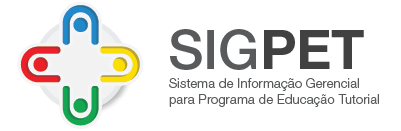 SIGPET
Sistema de Informação Gerencial
para Programa de Educação Tutorial